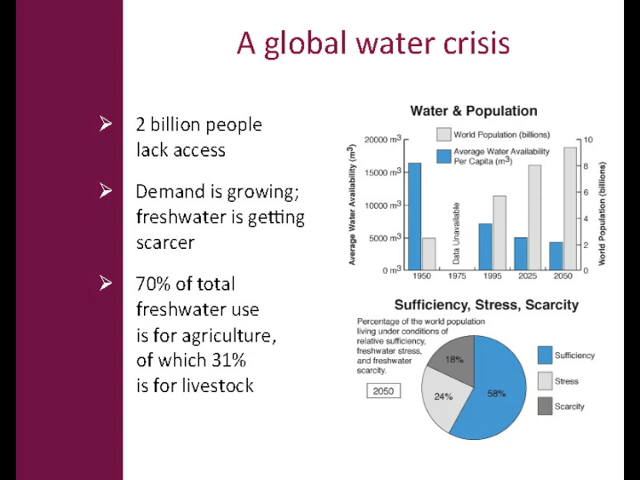 A global water crisis
➢ 2 billion people
lack access
➢ Demand is growing;
freshwater is getting
scarcer
➢ 70% of total
freshwater use
is for agriculture,
of which 31%
is for livestock
Water & Population
World Population (billions)
Average Water Availability
Per Capita (m3)
Average Water Availability (m3)
20000 m3
15000 m3
10000 m3
5000 m3
0 m3
Data Unavailable
10
8
6
4
2
0
World Population (billions)
1950 1975 1995 2025 2050
Sufficiency, Stress, Scarcity
Percentage of the world population
living under conditions of
relative sufficiency,
freshwater stress,
and freshwater
scarcity.
2050
18%
24%
58%
Sufficiency
Stress
Scarcity